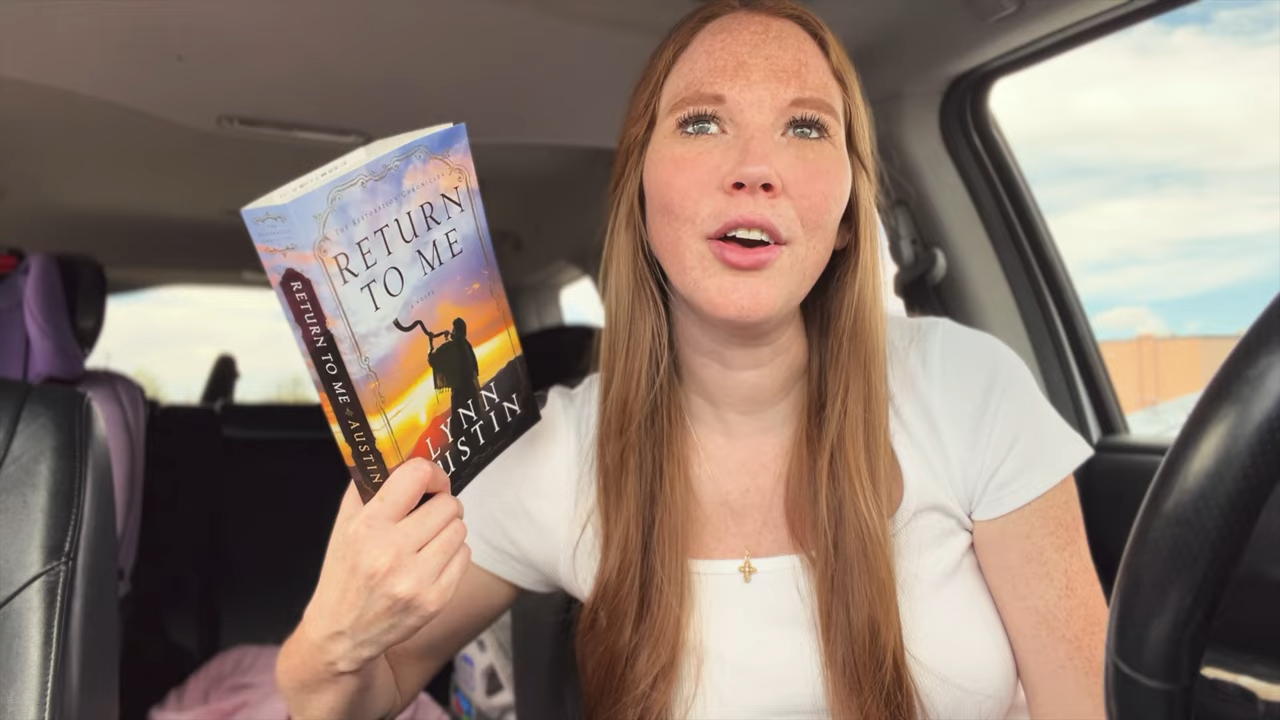 THE RESTORATION CHRONICLES
RETURN
TO ME
A NOVEL
LYNN
AUSTIN
RETURN TO ME AUSTIN